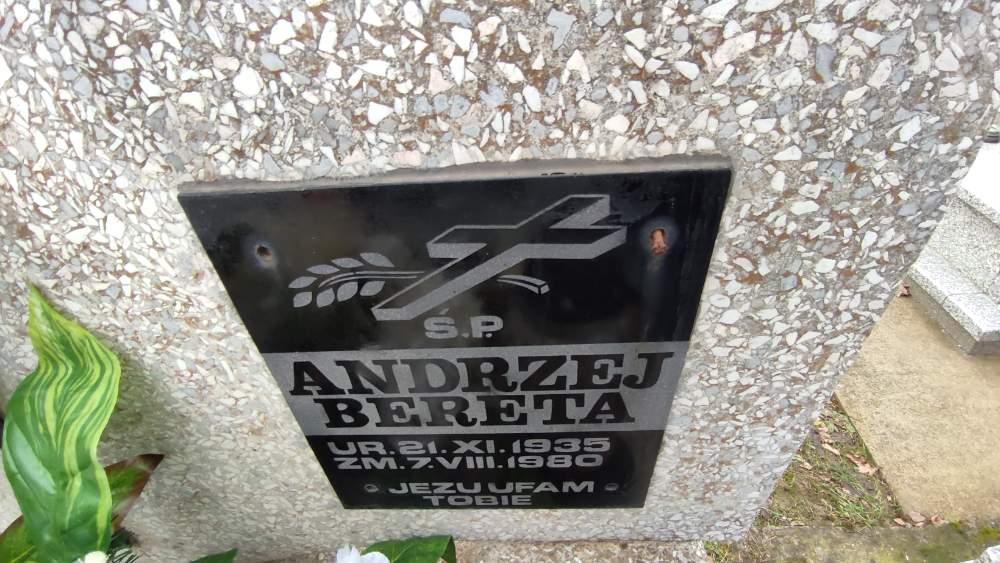 Ś.P.
ANDRZEJ
BERETA
UR. 21. XI. 1935
ZM. 7. VIII. 1980
JEZU UFAM
TOBIE